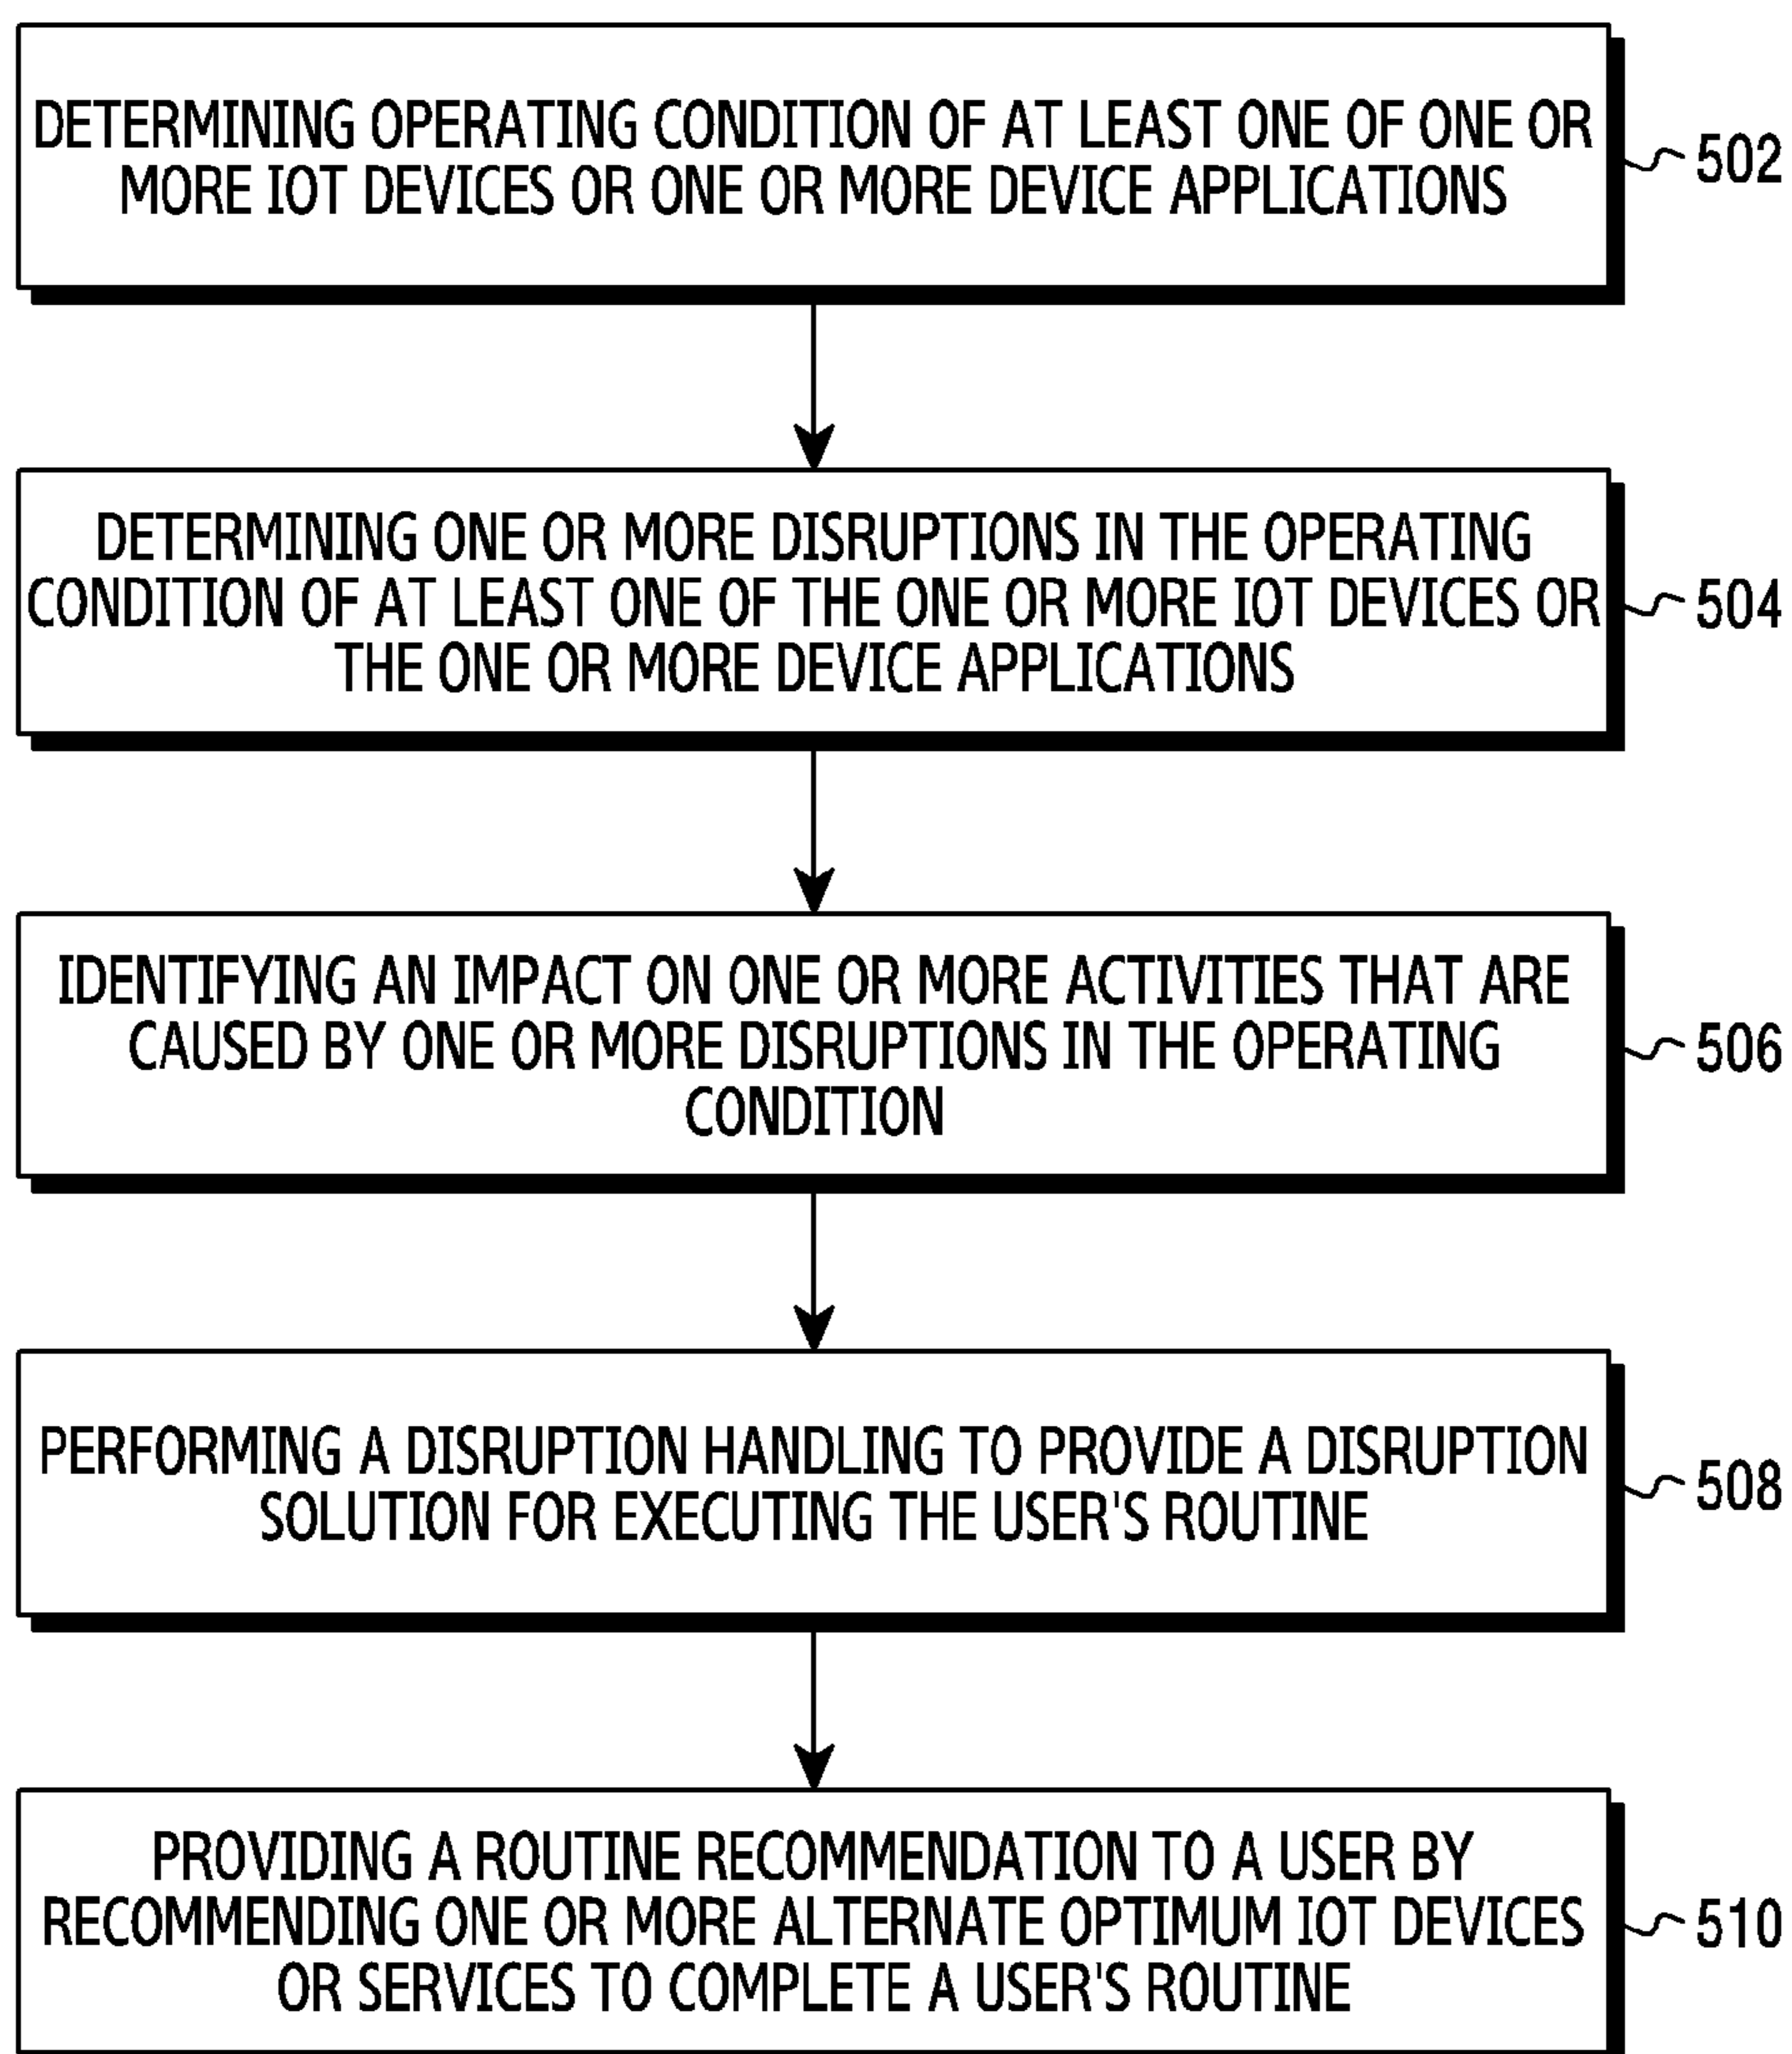 DETERMINING OPERATING CONDITION OF AT LEAST ONE OF ONE OR
MORE IOT DEVICES OR ONE OR MORE DEVICE APPLICATIONS
502
DETERMINING ONE OR MORE DISRUPTIONS IN THE OPERATING
CONDITION OF AT LEAST ONE OF THE ONE OR MORE IOT DEVICES OR
THE ONE OR MORE DEVICE APPLICATIONS
504
IDENTIFYING AN IMPACT ON ONE OR MORE ACTIVITIES THAT ARE
CAUSED BY ONE OR MORE DISRUPTIONS IN THE OPERATING
CONDITION
506
PERFORMING A DISRUPTION HANDLING TO PROVIDE A DISRUPTION
SOLUTION FOR EXECUTING THE USER'S ROUTINE
508
PROVIDING A ROUTINE RECOMMENDATION TO A USER BY
RECOMMENDING ONE OR MORE ALTERNATE OPTIMUM IOT DEVICES
OR SERVICES TO COMPLETE A USER'S ROUTINE
510